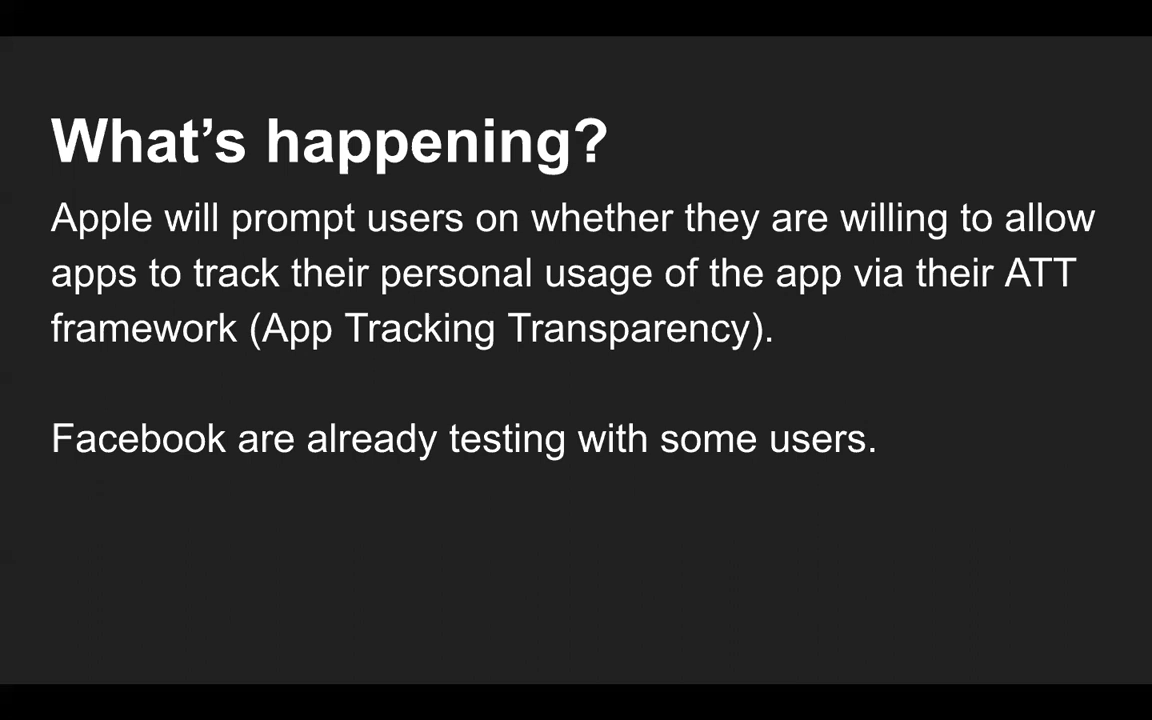 What’s happening?
Apple will prompt users on whether they are willing to allow
apps to track their personal usage of the app via their ATT
framework (App Tracking Transparency).
Facebook are already testing with some users.